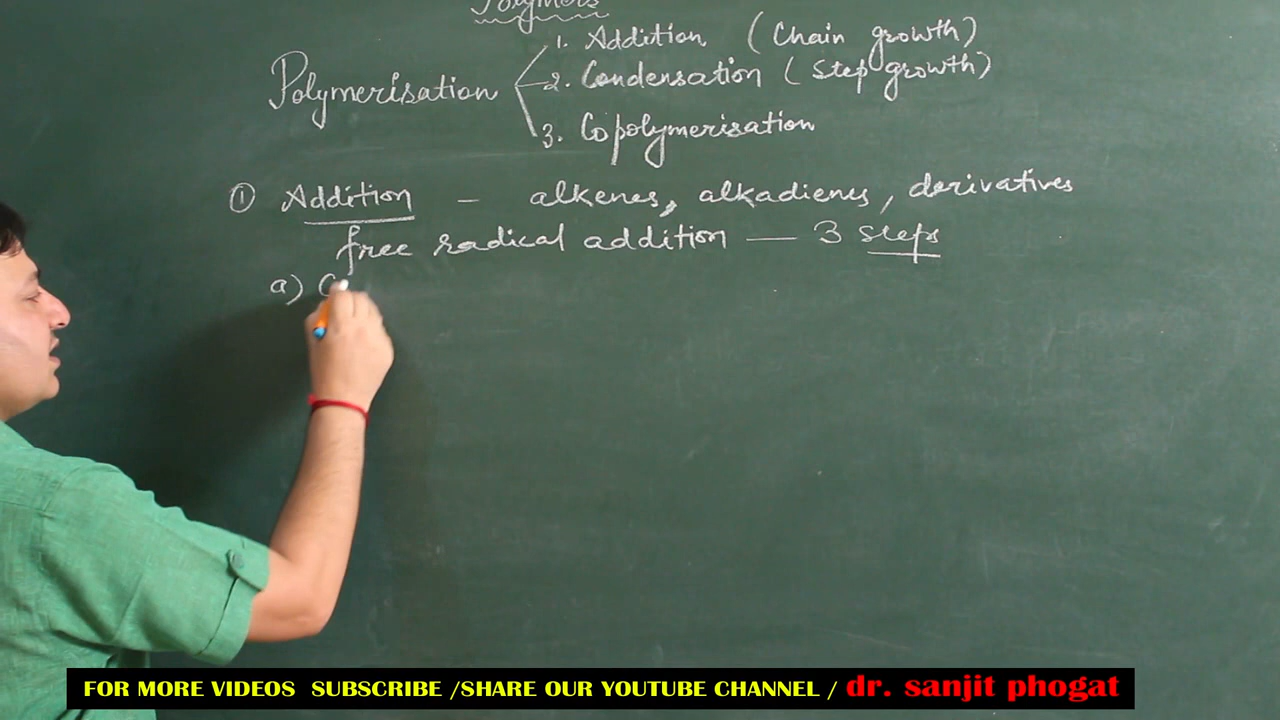 Polymers
Polymerisation
1. Addition (Chain growth)
2. Condensation (Step growth)
3. Copolymerisation
① Addition – alkenes, alkadienes, derivatives
free radical addition — 3 steps
a) C
FOR MORE VIDEOS SUBSCRIBE /SHARE OUR YOUTUBE CHANNEL / dr. sanjit phogat